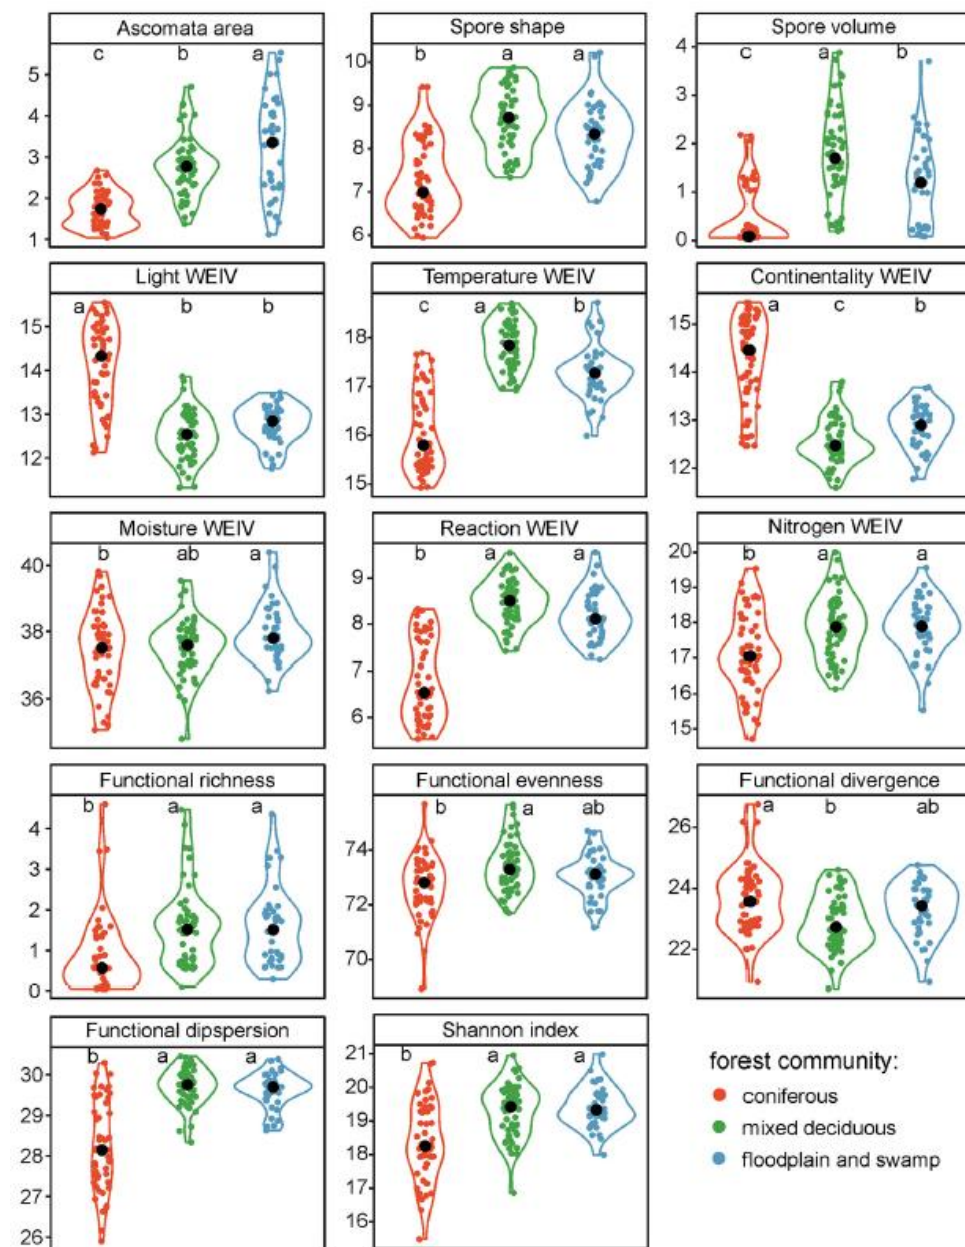 Ascomata area Spore shape Spore volume
c b a b a a c a b
5 4 3 2 1
10 9 8 7 6
4 3 2 1 0
Light WEIV Temperature WEIV Continentality WEIV
a b b c a b a c b
15 14 13 12
18 17 16 15
15 14 13 12
Moisture WEIV Reaction WEIV Nitrogen WEIV
b ab a b a a b a a
40 38 36
9 8 7 6
20 19 18 17 16 15
Functional richness Functional evenness Functional divergence
b a a b a ab a b ab
4 3 2 1 0
74 72 70
26 24 22
Functional dipspersion Shannon index
b a a b a a
30 29 28 27 26
21 20 19 18 17 16
forest community:
coniferous
mixed deciduous
floodplain and swamp